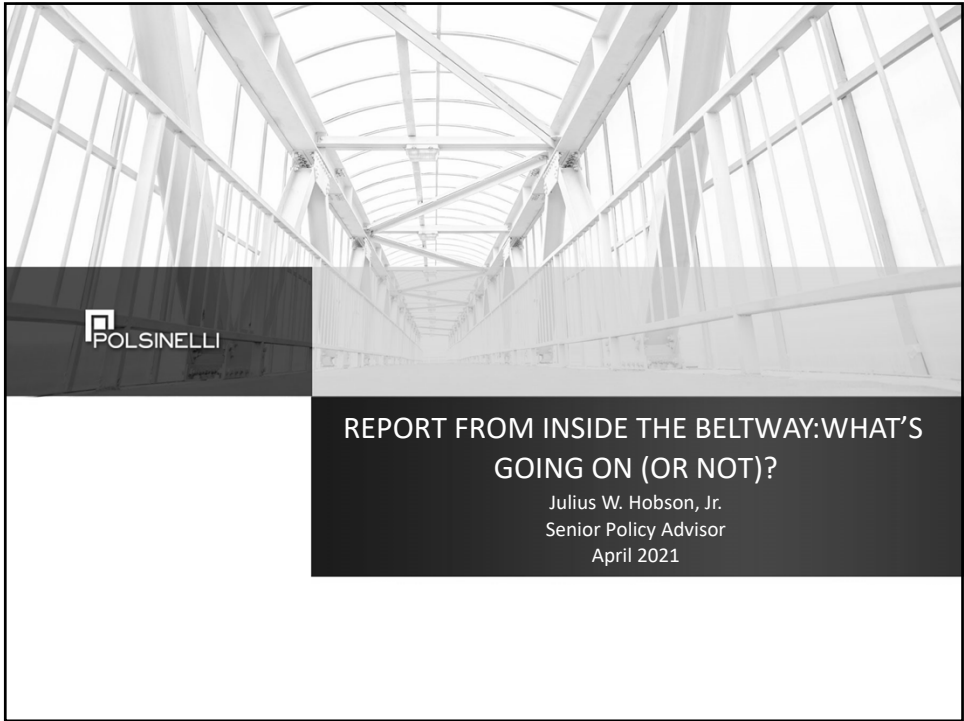 POLSINELLI
REPORT FROM INSIDE THE BELTWAY:WHAT'S
GOING ON (OR NOT)?
Julius W. Hobson, Jr.
Senior Policy Advisor
April 2021